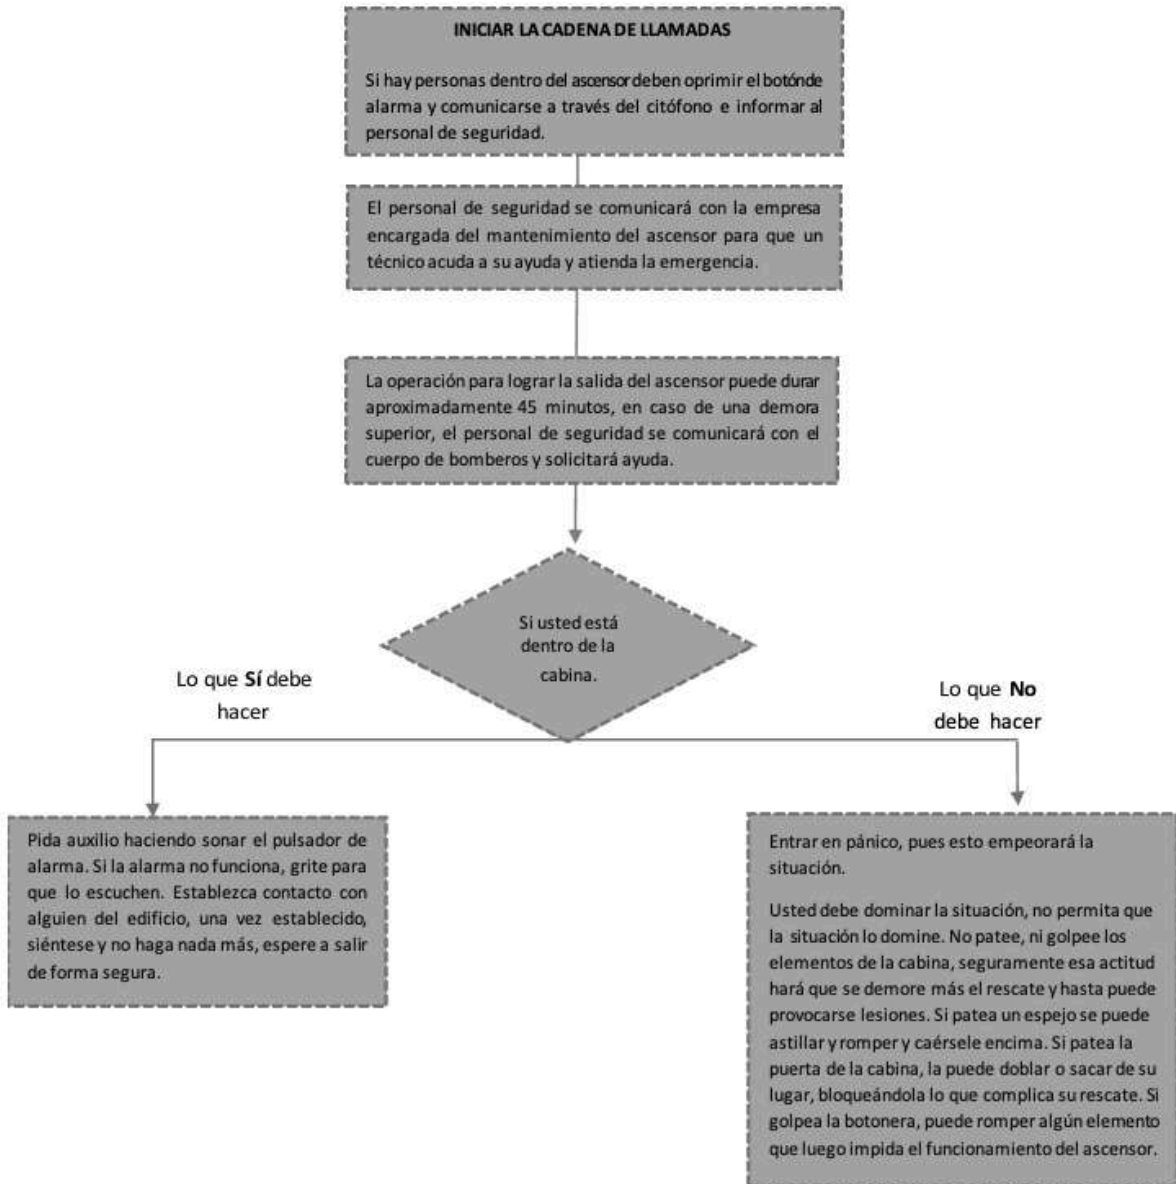 INICIAR LA CADENA DE LLAMADAS
Si hay personas dentro del ascensor deben oprimir el botón de
alarma y comunicarse a través del citófono e informar al
personal de seguridad.
El personal de seguridad se comunicará con la empresa
encargada del mantenimiento del ascensor para que un
técnico acuda a su ayuda y atienda la emergencia.
La operación para lograr la salida del ascensor puede durar
aproximadamente 45 minutos, en caso de una demora
superior, el personal de seguridad se comunicará con el
cuerpo de bomberos y solicitará ayuda.
Si usted está
dentro de la
cabina.
Lo que Sí debe
hacer
Lo que No
debe hacer
Pida auxilio haciendo sonar el pulsador de
alarma. Si la alarma no funciona, grite para
que lo escuchen. Establezca contacto con
alguien del edificio, una vez establecido,
siéntese y no haga nada más, espere a salir
de forma segura.
Entrar en pánico, pues esto empeorará la
situación.
Usted debe dominar la situación, no permita que
la situación lo domine. No patee, ni golpee los
elementos de la cabina, seguramente esa actitud
hará que se demore más el rescate y hasta puede
provocarse lesiones. Si patea un espejo se puede
astillar y romper y caérsele encima. Si patea la
puerta de la cabina, la puede doblar o sacar de su
lugar, bloqueándola lo que complica su rescate. Si
golpea la botonera, puede romper algún elemento
que luego impida el funcionamiento del ascensor.